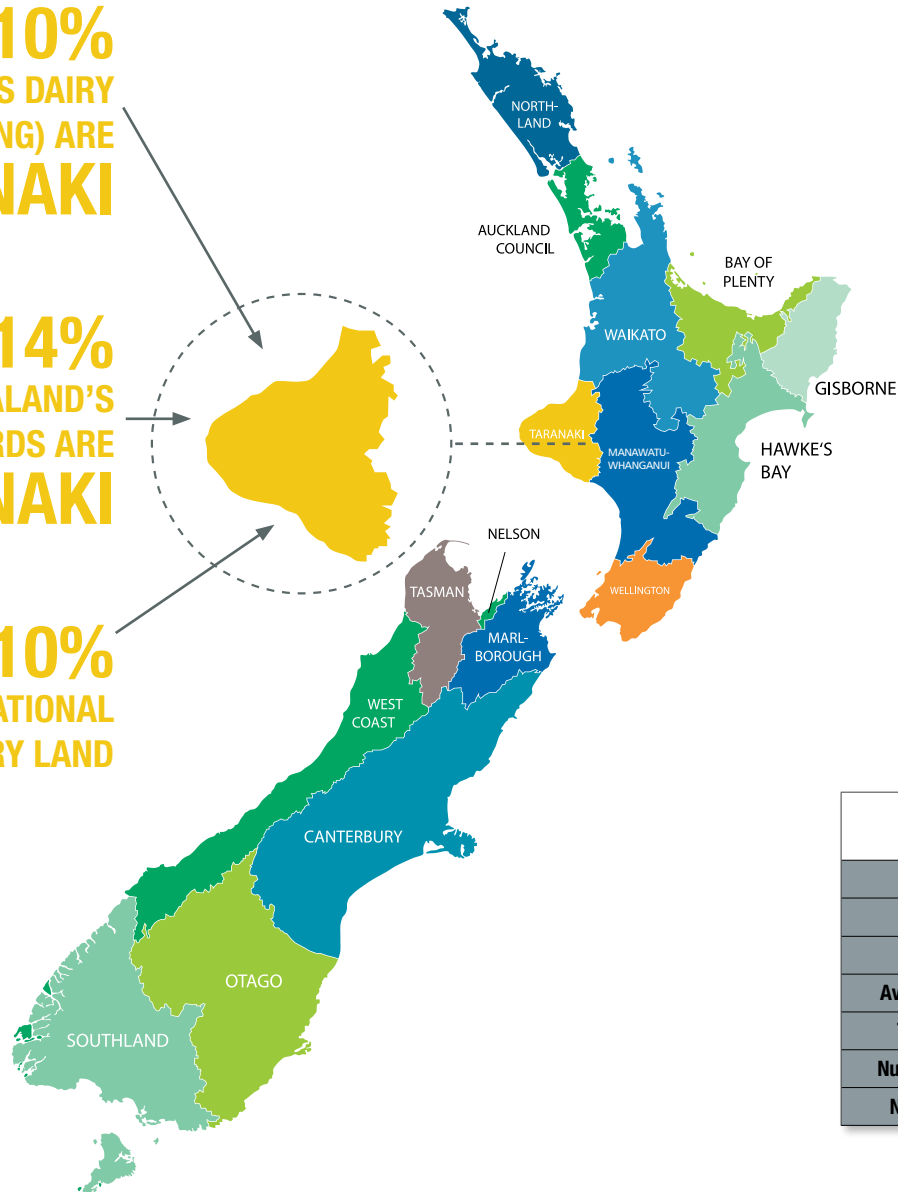 10%
S DAIRY
NG) ARE
NAKI
14%
ALAND'S
RDS ARE
NAKI
10%
ATIONAL
RY LAND
NORTH-
LAND
AUCKLAND
COUNCIL
BAY OF
PLENTY
WAIKATO
GISBORNE
TARANAKI
MANAWATU-
WHANGANUI
HAWKE'S
BAY
NELSON
TASMAN
WELLINGTON
MARL-
BOROUGH
WEST
COAST
CANTERBURY
OTAGO
SOUTHLAND
Av
Nu
N